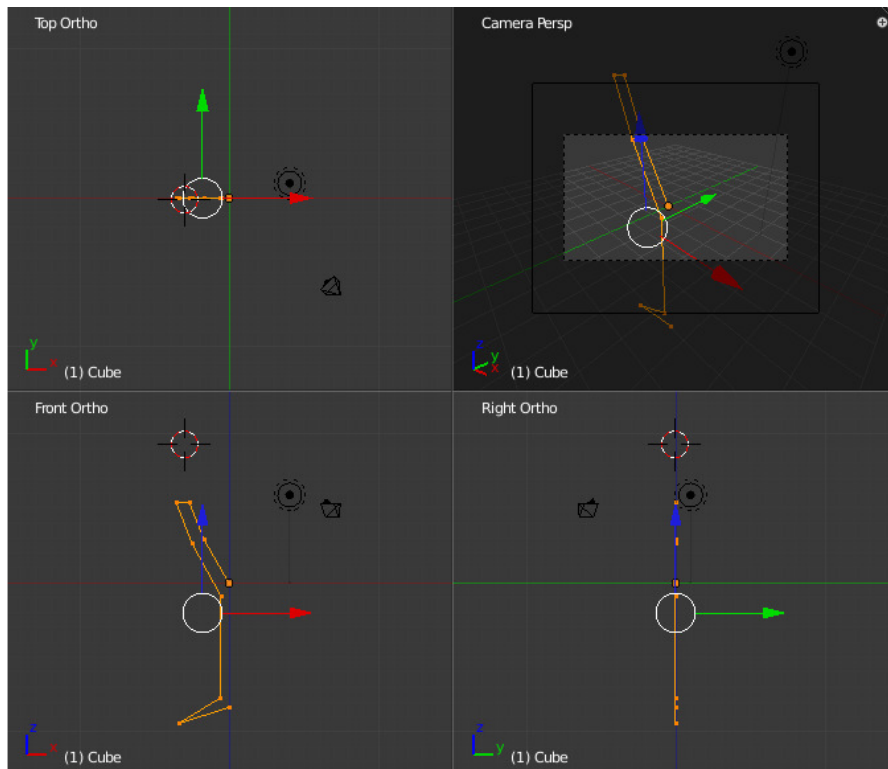 Top Ortho
y
x
(1) Cube
Camera Persp
z
y
x
(1) Cube
Front Ortho
z
x
(1) Cube
Right Ortho
z
y
(1) Cube